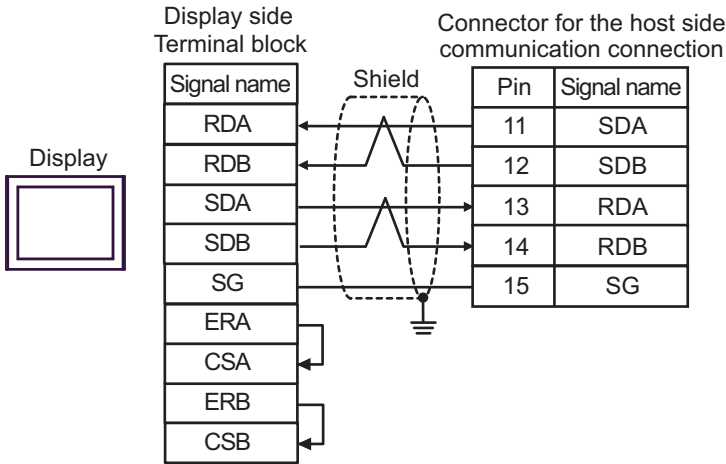 Display side
Terminal block
Connector for the host side
communication connection
Signal name
Shield
Pin
Signal name
RDA
11
SDA
Display
RDB
12
SDB
SDA
13
RDA
SDB
14
RDB
SG
15
SG
ERA
CSA
ERB
CSB